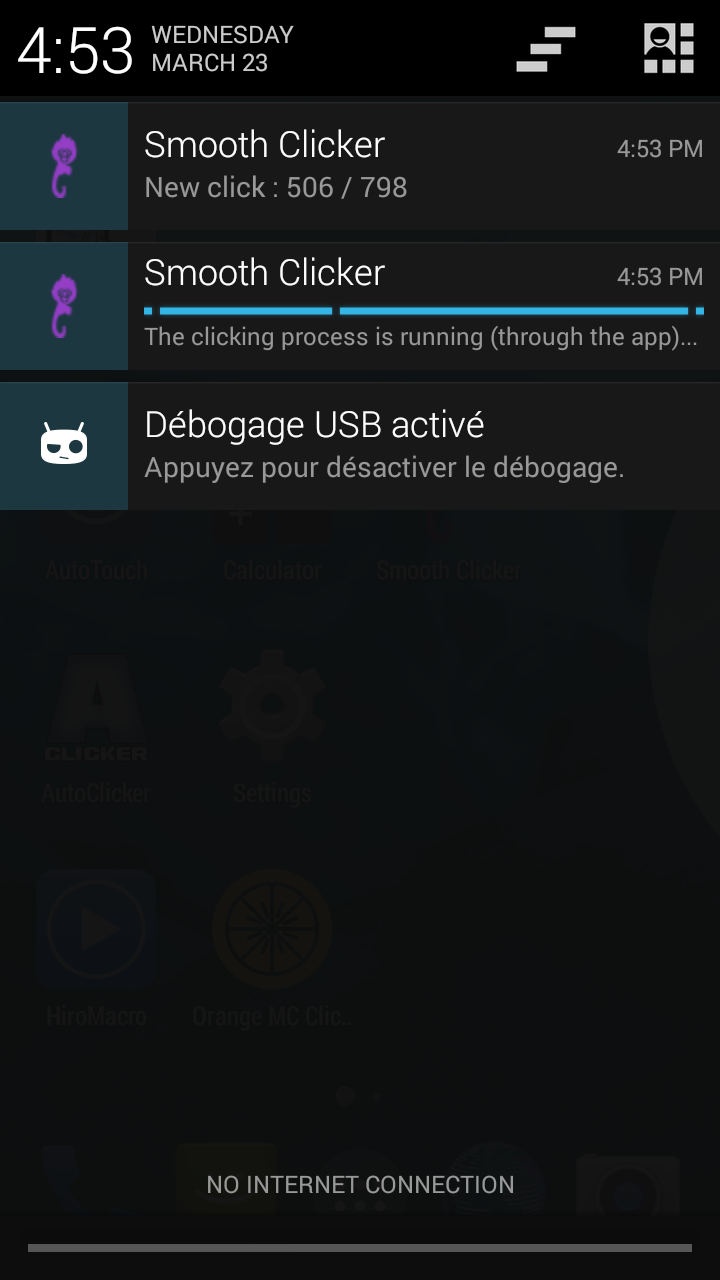 4:53
WEDNESDAY
MARCH 23
Smooth Clicker
4:53 PM
New click : 506 / 798
Smooth Clicker
4:53 PM
The clicking process is running (through the app)...
Débogage USB activé
Appuyez pour désactiver le débogage.
AutoTouch
Calculator
Smooth Clicker
A
CLICKER
AutoClicker
Settings
HiroMacro
Orange MC Clic..
NO INTERNET CONNECTION